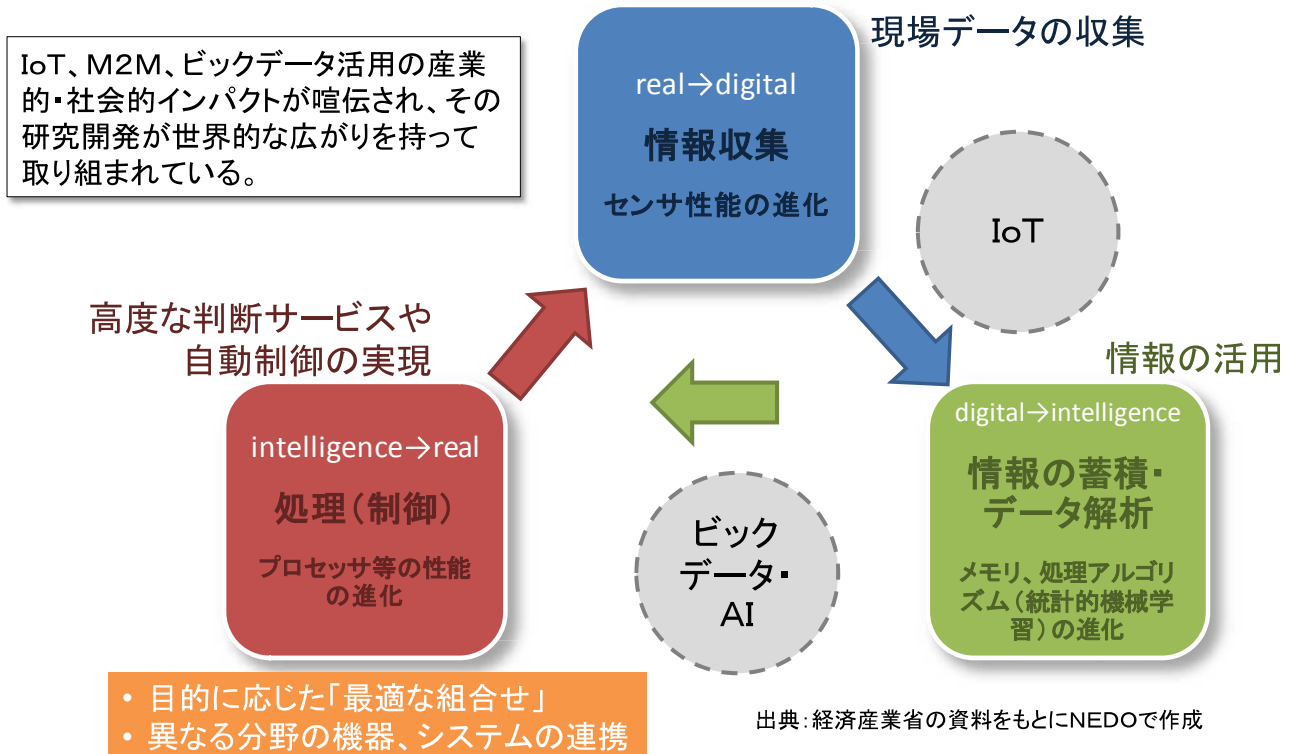 IoT、M2M、ビックデータ活用の産業
的・社会的インパクトが喧伝され、その
研究開発が世界的な広がりを持って
取り組まれている。
現場データの収集
real→digital
情報収集
センサ性能の進化
IoT
高度な判断サービスや
自動制御の実現
情報の活用
digital→intelligence
情報の蓄積・
データ解析
メモリ、処理アルゴリ
ズム（統計的機械学
習）の進化
intelligence→real
処理（制御）
プロセッサ等の性能
の進化
ビック
データ・
AI
• 目的に応じた「最適な組合せ」
• 異なる分野の機器、システムの連携
出典：経済産業省の資料をもとにNEDOで作成